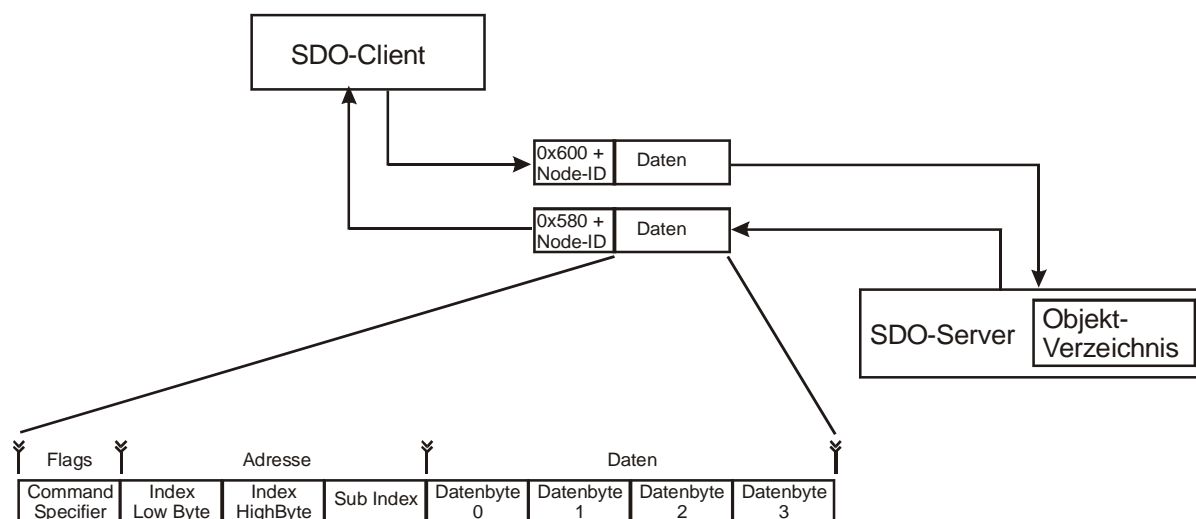 SDO-Client
0x600 +
Node-ID
Daten
0x580 +
Node-ID
Daten
SDO-Server
Objekt-
Verzeichnis
Flags
Adresse
Daten
Command
Specifier
Index
Low Byte
Index
HighByte
Sub Index
Datenbyte
0
Datenbyte
1
Datenbyte
2
Datenbyte
3